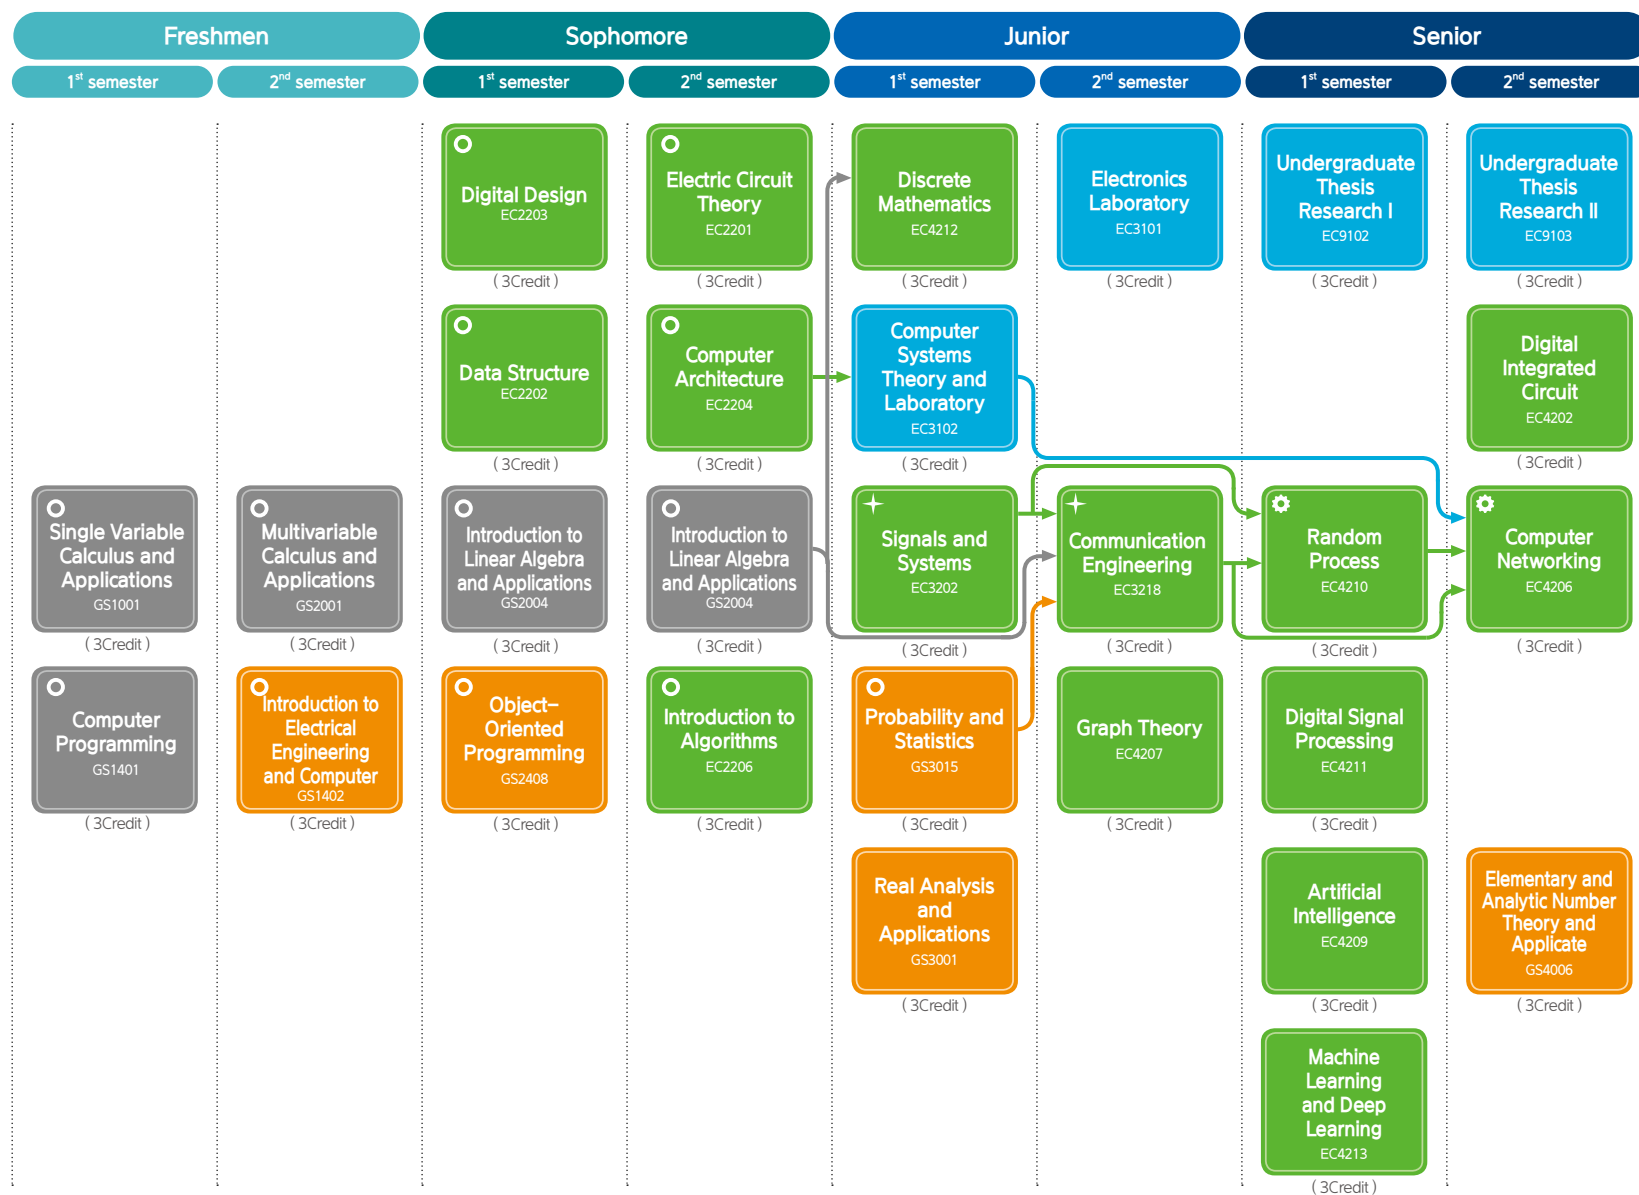 Freshmen
Sophomore
Junior
Senior
1st semester
2nd semester
1st semester
2nd semester
1st semester
2nd semester
1st semester
2nd semester
Digital Design
EC2203
( 3Credit )
Electric Circuit
Theory
EC2201
( 3Credit )
Discrete
Mathematics
EC4212
( 3Credit )
Electronics
Laboratory
EC3101
( 3Credit )
Undergraduate
Thesis
Research I
EC9102
( 3Credit )
Undergraduate
Thesis
Research II
EC9103
( 3Credit )
Data Structure
EC2202
( 3Credit )
Computer
Architecture
EC2204
( 3Credit )
Computer
Systems
Theory and
Laboratory
EC3102
( 3Credit )
Digital
Integrated
Circuit
EC4202
( 3Credit )
Single Variable
Calculus and
Applications
GS1001
( 3Credit )
Multivariable
Calculus and
Applications
GS2001
( 3Credit )
Introduction to
Linear Algebra
and Applications
GS2004
( 3Credit )
Introduction to
Linear Algebra
and Applications
GS2004
( 3Credit )
Signals and
Systems
EC3202
( 3Credit )
Communication
Engineering
EC3218
( 3Credit )
Random
Process
EC4210
( 3Credit )
Computer
Networking
EC4206
( 3Credit )
Computer
Programming
GS1401
( 3Credit )
Introduction to
Electrical
Engineering
and Computer
GS1402
( 3Credit )
Object-
Oriented
Programming
GS2408
( 3Credit )
Introduction to
Algorithms
EC2206
( 3Credit )
Probability and
Statistics
GS3015
( 3Credit )
Graph Theory
EC4207
( 3Credit )
Digital Signal
Processing
EC4211
( 3Credit )
Real Analysis
and
Applications
GS3001
( 3Credit )
Artificial
Intelligence
EC4209
( 3Credit )
Elementary and
Analytic Number
Theory and
Applicate
GS4006
( 3Credit )
Machine
Learning
and Deep
Learning
EC4213
( 3Credit )